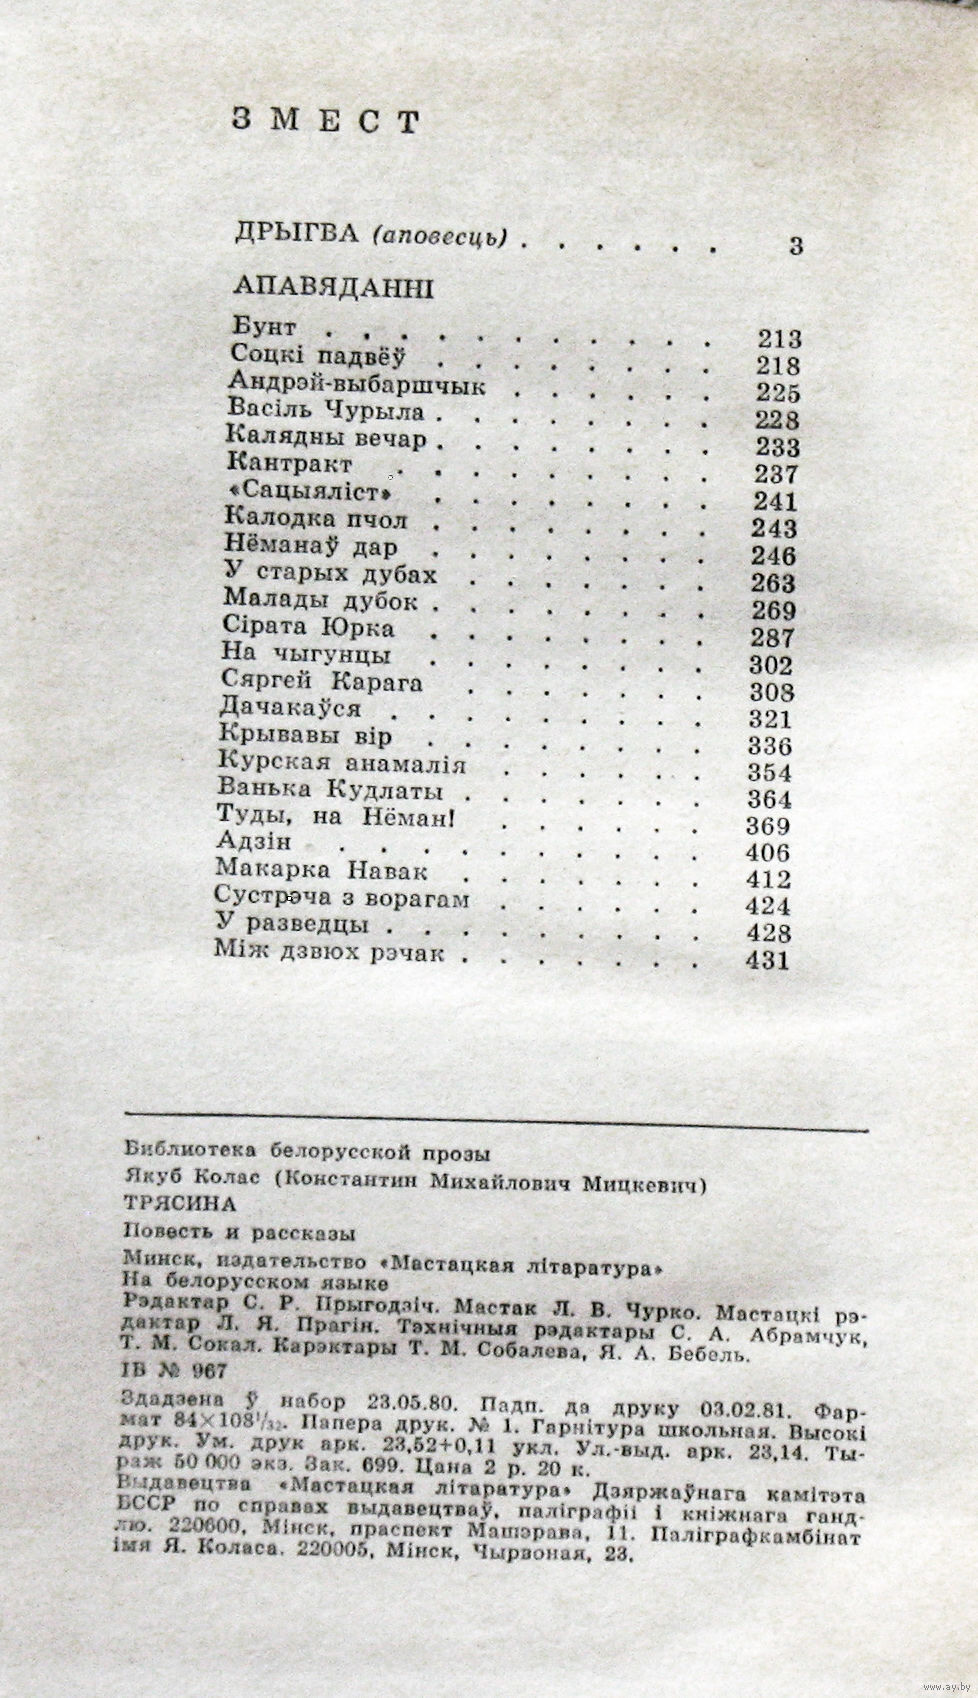 ЗМЕСТ
ДРЫГВА (аповесць) . . . . . . 3
АПАВЯДАННІ
Бунт . . . . . . . . . . . 213
Соцкі падвёў . . . . . . . . 218
Андрэй-выбаршчык . . . . . . 225
Васіль Чурыла . . . . . . . . 228
Калядны вечар . . . . . . . . 233
Кантракт . . . . . . . . . 237
«Сацыяліст» . . . . . . . . 241
Калодка пчол . . . . . . . . 243
Нёманаў дар . . . . . . . . 246
У старых дубах . . . . . . . 263
Малады дубок . . . . . . . . 269
Сірата Юрка . . . . . . . . 287
На чыгунцы . . . . . . . . 302
Сяргей Карага . . . . . . . 308
Дачакаўся . . . . . . . . . 321
Крывавы вір . . . . . . . . 336
Курская анамалія . . . . . . 354
Ванька Кудлаты . . . . . . . 364
Туды, на Нёман! . . . . . . 369
Адзін . . . . . . . . . . 406
Макарка Навак . . . . . . . 412
Сустрэча з ворагам . . . . . . 424
У разведцы . . . . . . . . . 428
Між дзвюх рэчак . . . . . . . 431
Библиотека белорусской прозы
Якуб Колас (Константин Михайлович Мицкевич)
ТРЯСИНА
Повесть и рассказы
Минск, издательство «Мастацкая літаратура»
На белорусском языке
Рэдактар С. Р. Прыгодзіч. Мастак Л. В. Чурко. Мастацкі рэ-
дактар Л. Я. Прагін. Тэхнічныя рэдактары С. А. Абрамчук,
Т. М. Сокал. Карэктары Т. М. Собалева, Я. А. Бебель.
ІБ № 967
Здадзена ў набор 23.05.80. Падп. да друку 03.02.81. Фар-
мат 84×108¹/₃₂. Папера друк. № 1. Гарнітура школьная. Высокі
друк. Ум. друк арк. 23,52+0,11 укл. Ул.-выд. арк. 23,14. Ты-
раж 50 000 экз. Зак. 699. Цана 2 р. 20 к.
Выдавецтва «Мастацкая літаратура» Дзяржаўнага камітэта
БССР по справах выдавецтваў, паліграфіі і кніжнага ганд-
лю. 220600, Мінск, праспект Машэрава, 11. Паліграфкамбінат
імя Я. Коласа. 220005, Мінск, Чырвоная, 23.
www.ay.by